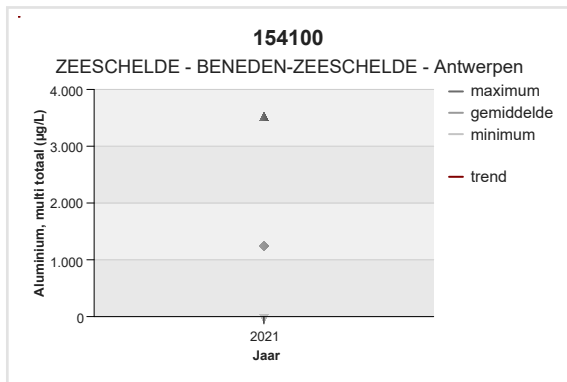 154100
ZEESCHELDE - BENEDEN-ZEESCHELDE - Antwerpen
Aluminium, multi totaal (µg/L)
4.000
3.000
2.000
1.000
0
2021
Jaar
maximum
gemiddelde
minimum
trend